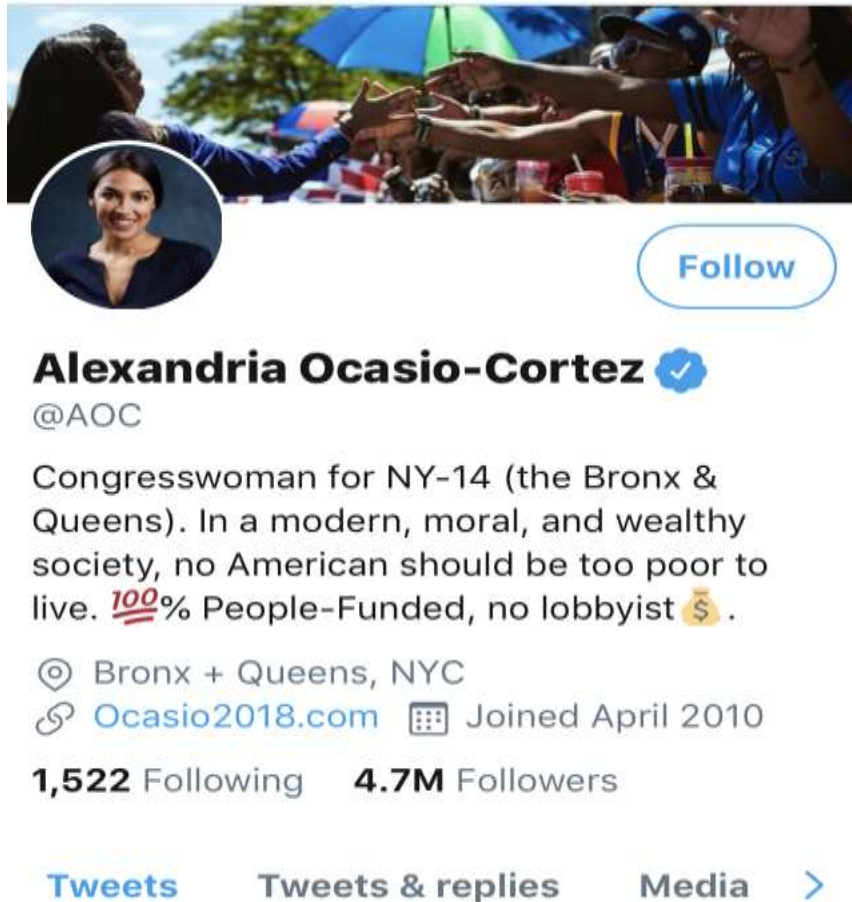 Follow
Alexandria Ocasio-Cortez
@AOC
Congresswoman for NY-14 (the Bronx &
Queens). In a modern, moral, and wealthy
society, no American should be too poor to
live. 💯% People-Funded, no lobbyist💰.
Bronx + Queens, NYC
Ocasio2018.com Joined April 2010
1,522 Following 4.7M Followers
Tweets Tweets & replies Media